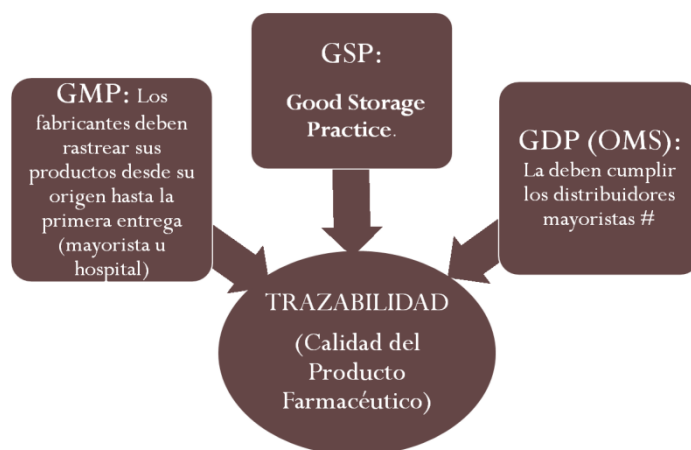 GMP: Los
fabricantes deben
rastrear sus
productos desde su
origen hasta la
primera entrega
(mayorista u
hospital)
GSP:
Good Storage
Practice.
GDP (OMS):
La deben cumplir
los distribuidores
mayoristas #
TRAZABILIDAD
(Calidad del
Producto
Farmacéutico)